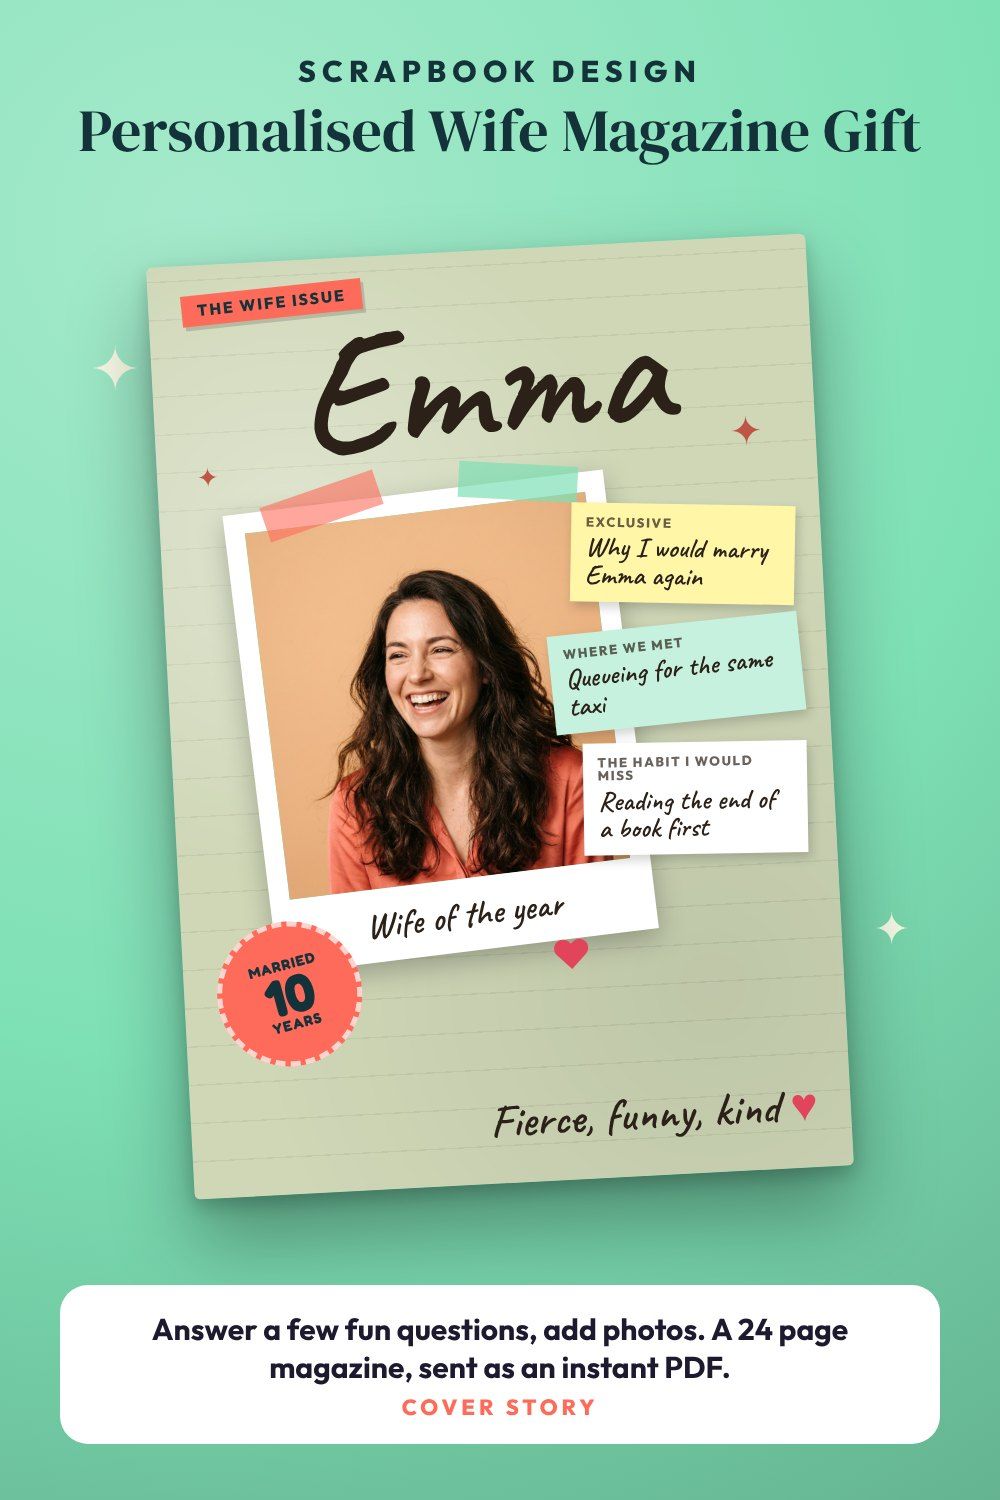 SCRAPBOOK DESIGN
Personalised Wife Magazine Gift
THE WIFE ISSUE
Emma
EXCLUSIVE
Why I would marry
Emma again
WHERE WE MET
Queueing for the same
taxi
THE HABIT I WOULD
MISS
Reading the end of
a book first
Wife of the year
MARRIED
10
YEARS
Fierce, funny, kind ♥
Answer a few fun questions, add photos. A 24 page
magazine, sent as an instant PDF.
COVER STORY